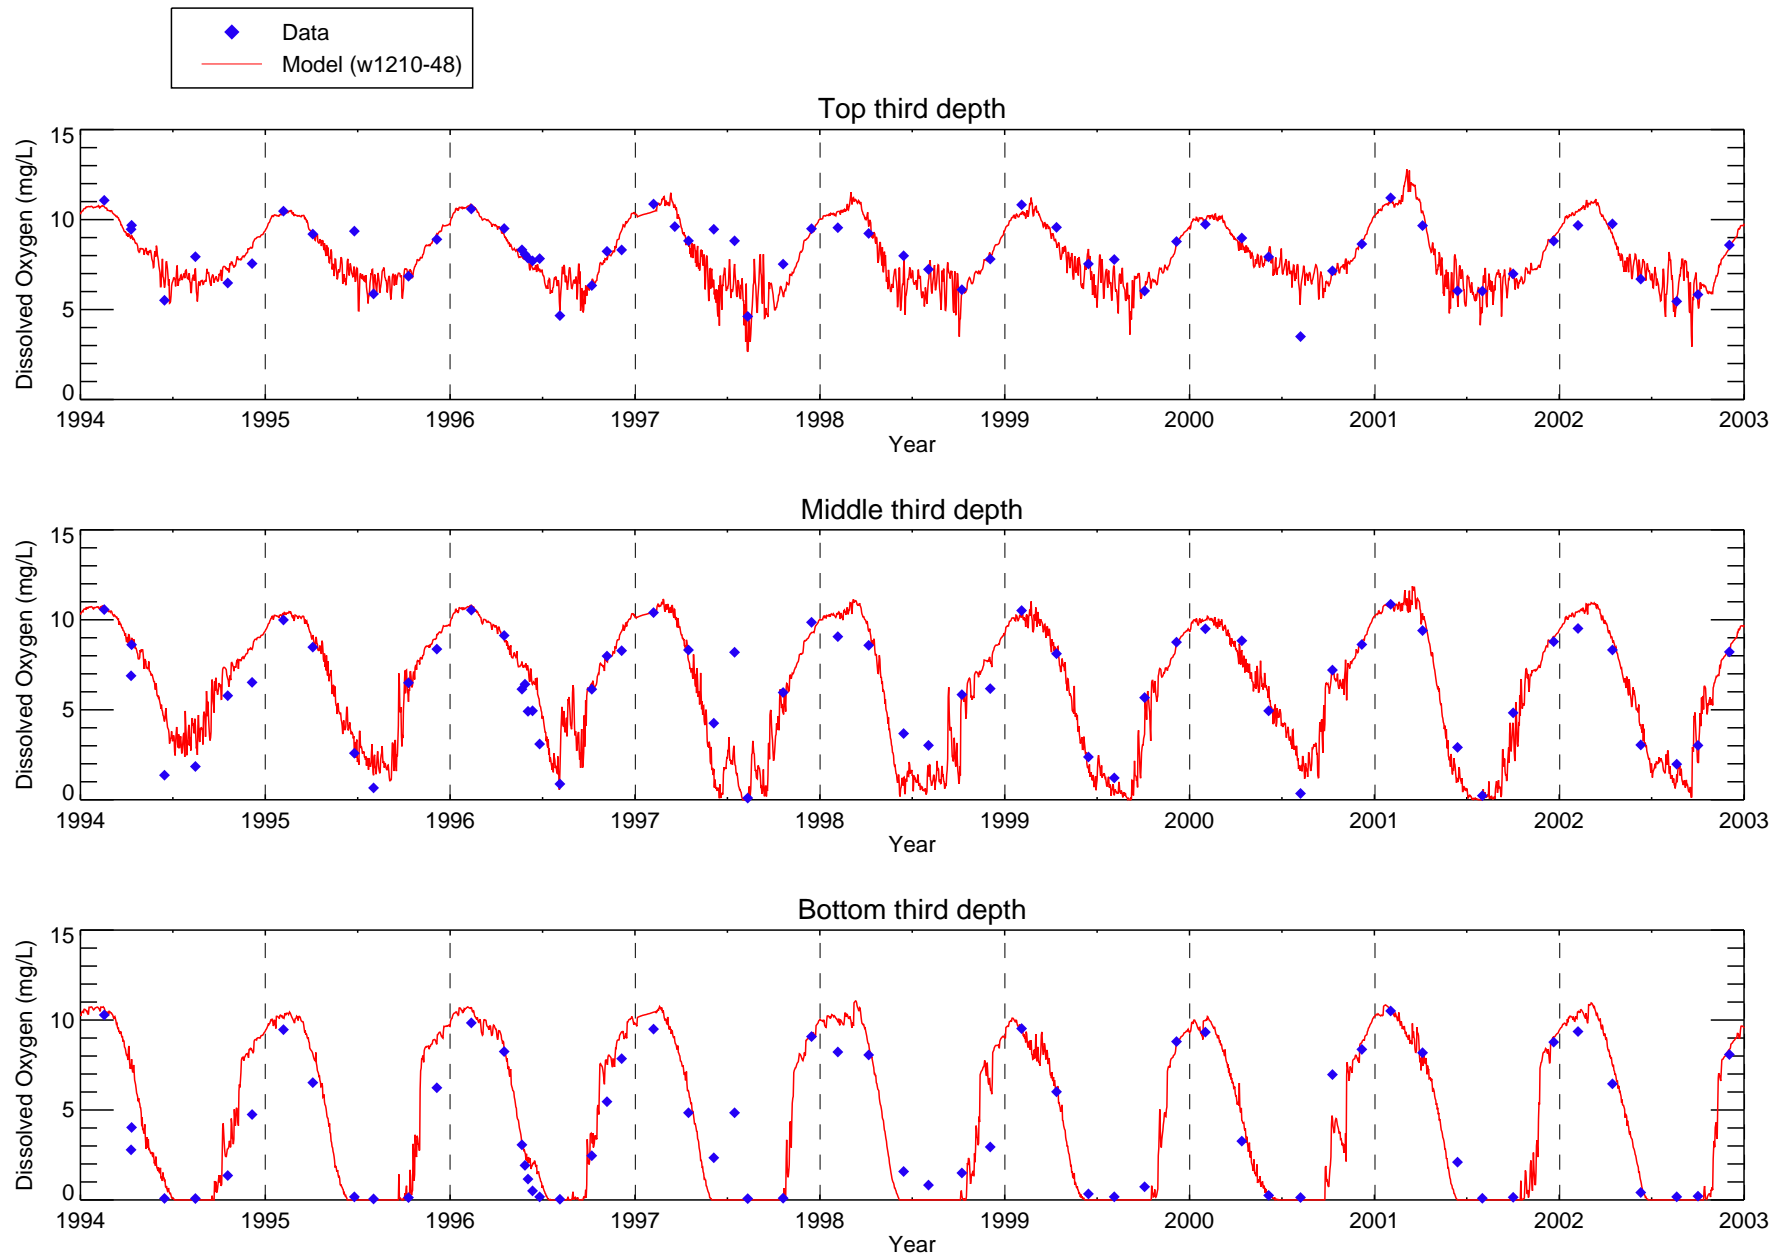 Data
Model (w1210-48)
Top third depth
Dissolved Oxygen (mg/L)
15
10
5
0
1994 1995 1996 1997 1998 1999 2000 2001 2002 2003
Year
Middle third depth
Dissolved Oxygen (mg/L)
15
10
5
0
1994 1995 1996 1997 1998 1999 2000 2001 2002 2003
Year
Bottom third depth
Dissolved Oxygen (mg/L)
15
10
5
0
1994 1995 1996 1997 1998 1999 2000 2001 2002 2003
Year